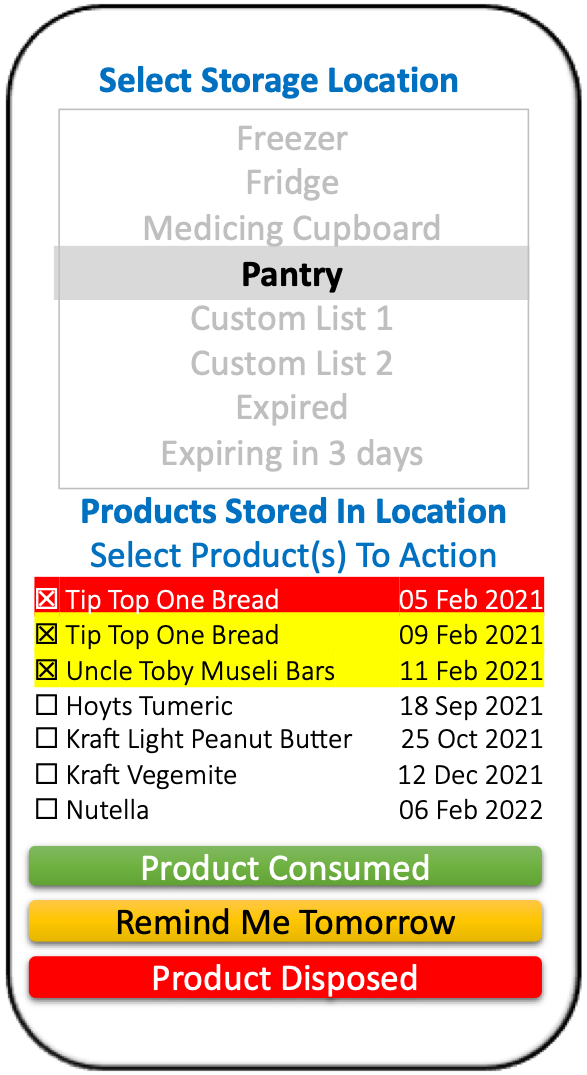 Select Storage Location
Freezer
Fridge
Medicing Cupboard
Pantry
Custom List 1
Custom List 2
Expired
Expiring in 3 days
Products Stored In Location
Select Product(s) To Action
☒ Tip Top One Bread 05 Feb 2021
☒ Tip Top One Bread 09 Feb 2021
☒ Uncle Toby Museli Bars 11 Feb 2021
☐ Hoyts Tumeric 18 Sep 2021
☐ Kraft Light Peanut Butter 25 Oct 2021
☐ Kraft Vegemite 12 Dec 2021
☐ Nutella 06 Feb 2022
Product Consumed
Remind Me Tomorrow
Product Disposed